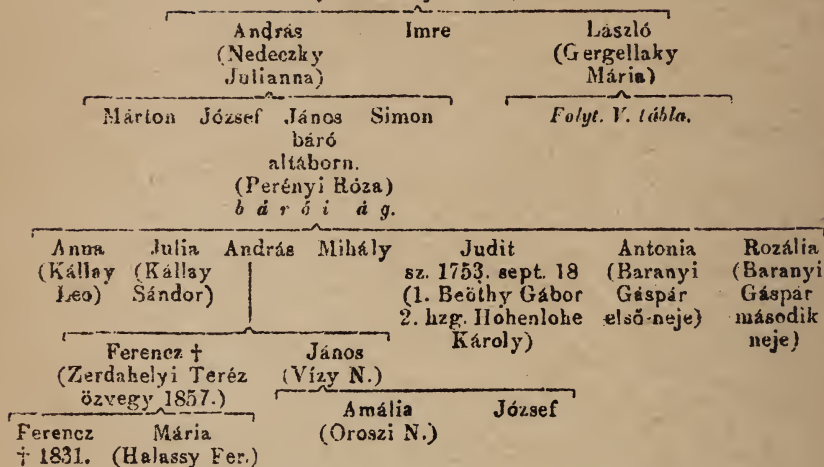 András Imre László
(Nedeczky (Gergellaky
Julianna) Mária)
Márton József János Simon Folyt. V. tábla.
báró
altáborn.
(Perényi Róza)
bárói ág.
Anna Julia András Mihály Judit Antonia Rozália
(Kállay (Kállay sz. 1753. sept. 18 (Baranyi (Baranyi
Leo) Sándor) (1. Beöthy Gábor Gáspár Gáspár
2. hzg. Hohenlohe első neje) második
Károly) neje)
Ferencz † János
(Zerdahelyi Teréz (Vízy N.)
özvegy 1857.)
Amália József
Ferencz Mária (Oroszi N.)
† 1831. (Halassy Fer.)